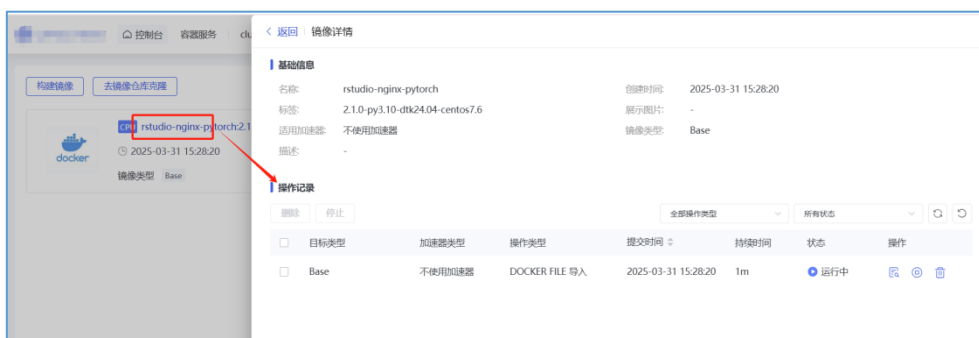 控制台 容器服务 clu
构建镜像 去镜像仓库克隆
CPU rstudio-nginx-pytorch:2.1
2025-03-31 15:28:20
镜像类型 Base
docker
< 返回 镜像详情
基础信息
名称: rstudio-nginx-pytorch 创建时间: 2025-03-31 15:28:20
标签: 2.1.0-py3.10-dtk24.04-centos7.6 展示图片: -
适用加速器: 不使用加速器 镜像类型: Base
描述: -
操作记录
删除 停止 全部操作类型 所有状态
目标类型 加速器类型 操作类型 提交时间 持续时间 状态 操作
Base 不使用加速器 DOCKER FILE 导入 2025-03-31 15:28:20 1m 运行中